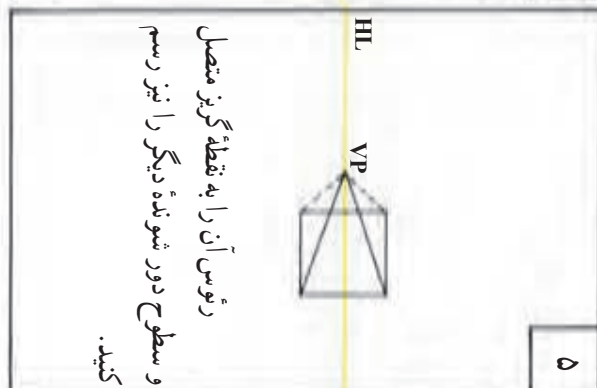 ۵
HL
VP
رئوس آن را به نقطهٔ گریز متصل
و سطوح دور شوندهٔ دیگر را نیز رسم
کنید.